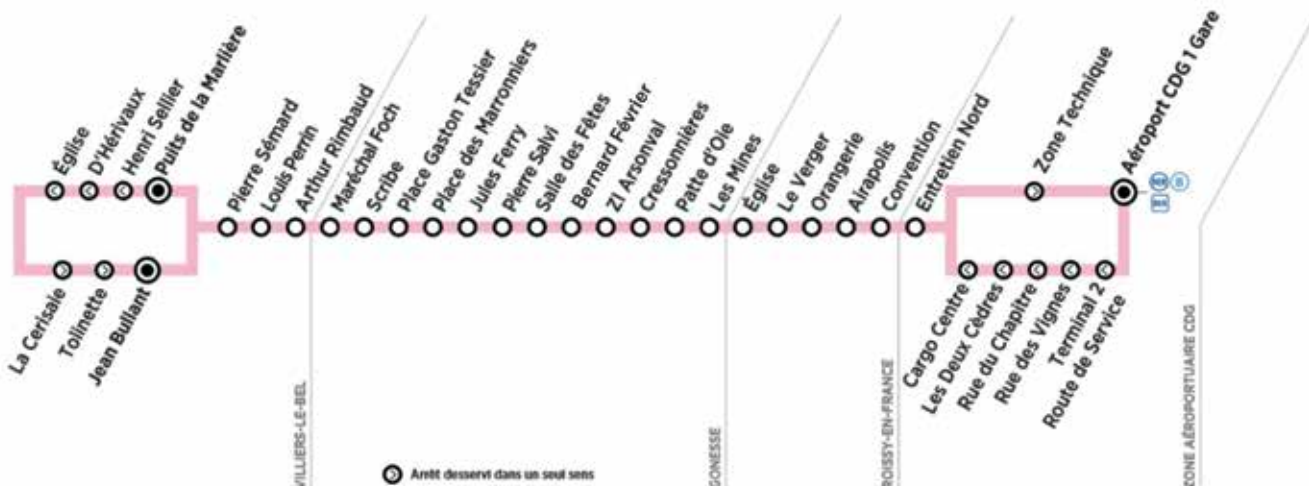 Église
D'Hérivaux
Henri Sellier
Puits de la Marlière
La Cerisaie
Tolinette
Jean Bullant
Pierre Sémard
Louis Perrin
Arthur Rimbaud
Maréchal Foch
Scribe
Place Gaston Tessier
Place des Marronniers
Jules Ferry
Pierre Salvi
Salle des Fêtes
Bernard Février
ZI Arsonval
Cressonnières
Patte d'Oie
Les Mines
Église
Le Verger
Orangerie
Airapolis
Convention
Entretien Nord
Zone Technique
Aéroport CDG 1 Gare
B
Cargo Centre
Les Deux Cèdres
Rue du Chapitre
Rue des Vignes
Terminal 2
Route de Service
VILLIERS-LE-BEL
GONESSE
ROISSY-EN-FRANCE
ZONE AÉROPORTUAIRE CDG
Arrêt desservi dans un seul sens